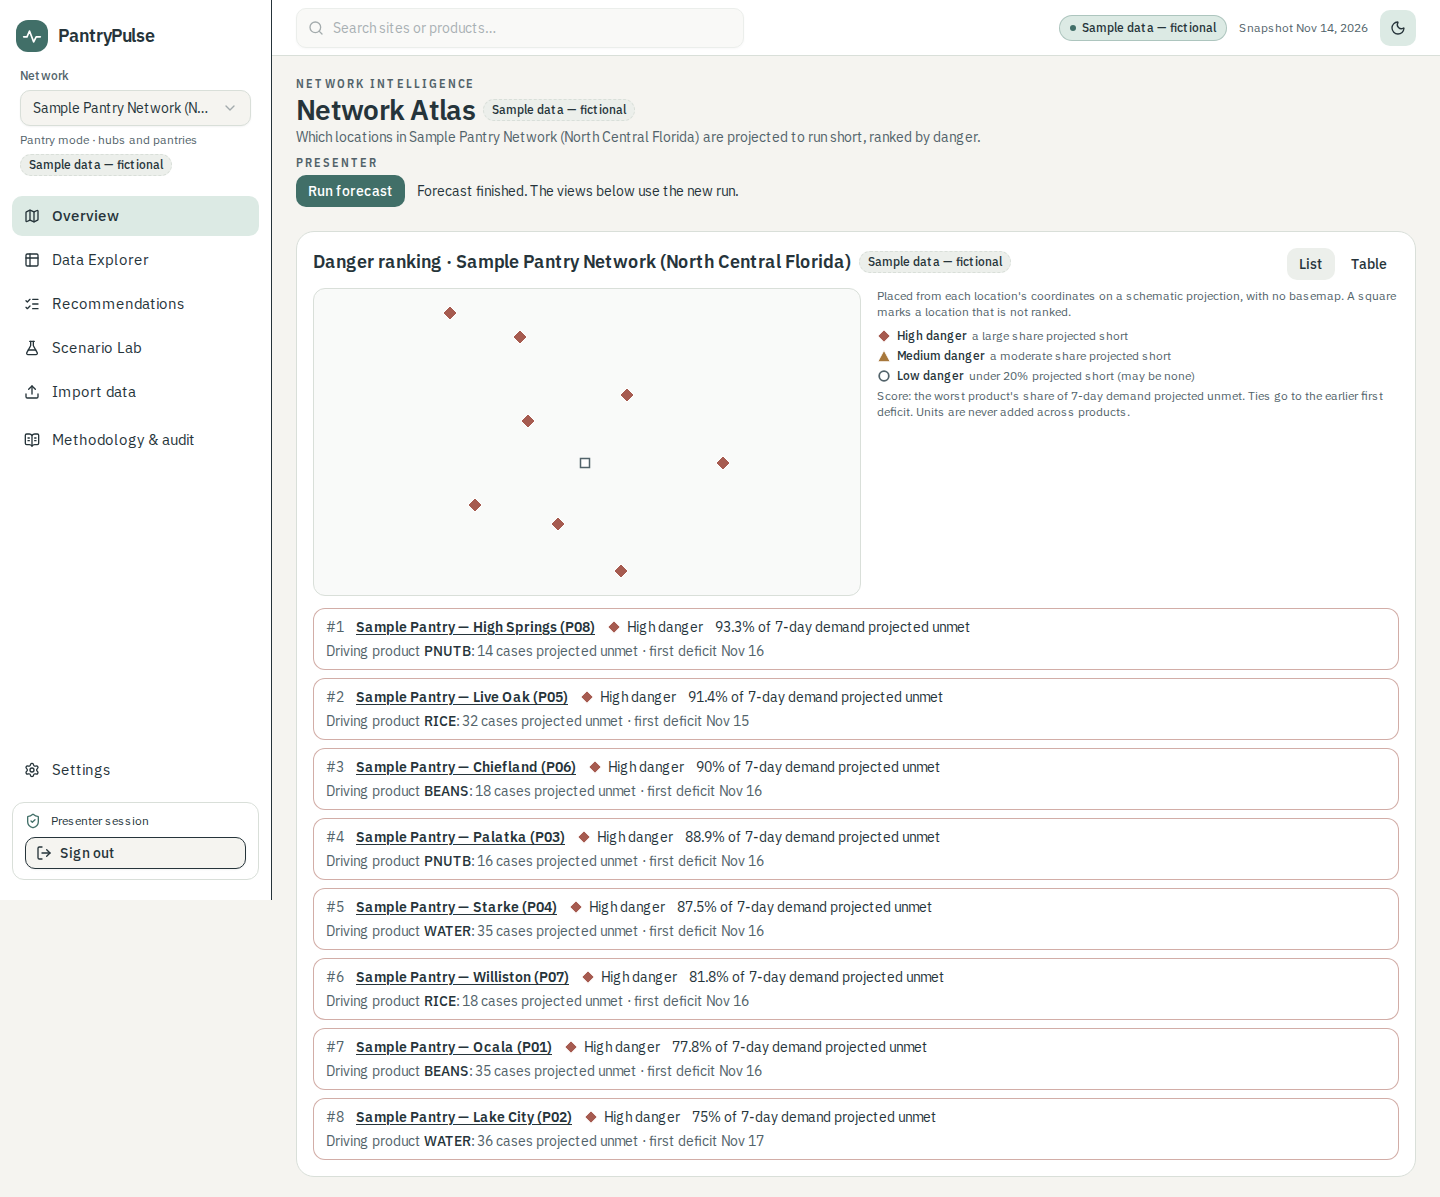 PantryPulse
Network
Sample Pantry Network (N...
Pantry mode · hubs and pantries
Sample data — fictional
Overview
Data Explorer
Recommendations
Scenario Lab
Import data
Methodology & audit
Settings
Presenter session
Sign out
Search sites or products...
Sample data — fictional
Snapshot Nov 14, 2026
NETWORK INTELLIGENCE
Network Atlas Sample data — fictional
Which locations in Sample Pantry Network (North Central Florida) are projected to run short, ranked by danger.
PRESENTER
Run forecast Forecast finished. The views below use the new run.
Danger ranking · Sample Pantry Network (North Central Florida) Sample data — fictional
List Table
Placed from each location's coordinates on a schematic projection, with no basemap. A square
marks a location that is not ranked.
High danger a large share projected short
Medium danger a moderate share projected short
Low danger under 20% projected short (may be none)
Score: the worst product's share of 7-day demand projected unmet. Ties go to the earlier first
deficit. Units are never added across products.
#1 Sample Pantry — High Springs (P08) High danger 93.3% of 7-day demand projected unmet
Driving product PNUTB: 14 cases projected unmet · first deficit Nov 16
#2 Sample Pantry — Live Oak (P05) High danger 91.4% of 7-day demand projected unmet
Driving product RICE: 32 cases projected unmet · first deficit Nov 15
#3 Sample Pantry — Chiefland (P06) High danger 90% of 7-day demand projected unmet
Driving product BEANS: 18 cases projected unmet · first deficit Nov 16
#4 Sample Pantry — Palatka (P03) High danger 88.9% of 7-day demand projected unmet
Driving product PNUTB: 16 cases projected unmet · first deficit Nov 16
#5 Sample Pantry — Starke (P04) High danger 87.5% of 7-day demand projected unmet
Driving product WATER: 35 cases projected unmet · first deficit Nov 16
#6 Sample Pantry — Williston (P07) High danger 81.8% of 7-day demand projected unmet
Driving product RICE: 18 cases projected unmet · first deficit Nov 16
#7 Sample Pantry — Ocala (P01) High danger 77.8% of 7-day demand projected unmet
Driving product BEANS: 35 cases projected unmet · first deficit Nov 16
#8 Sample Pantry — Lake City (P02) High danger 75% of 7-day demand projected unmet
Driving product WATER: 36 cases projected unmet · first deficit Nov 17